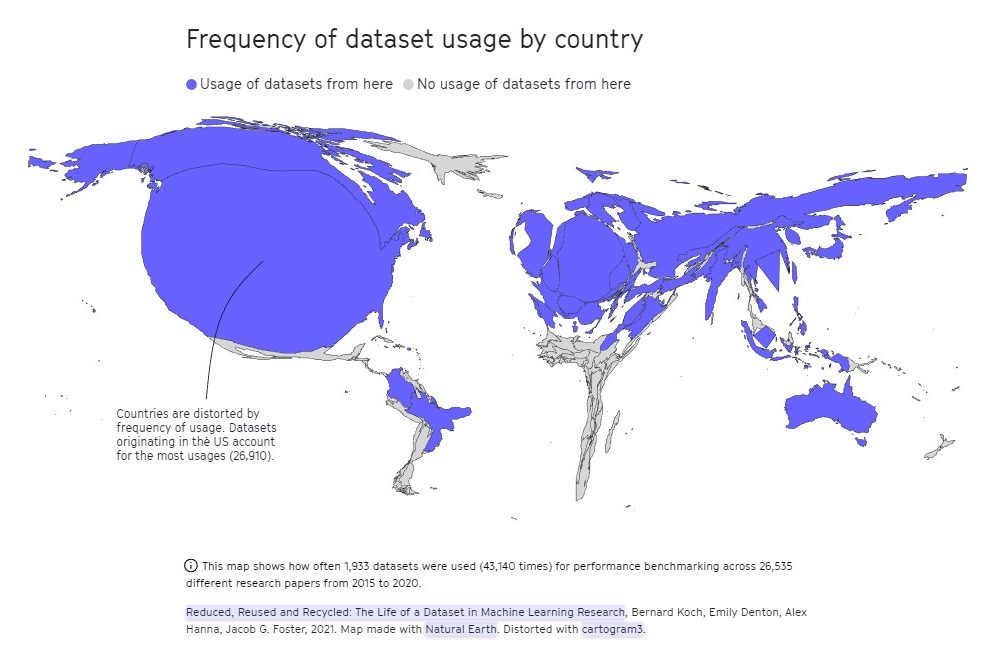 Frequency of dataset usage by country
Usage of datasets from here No usage of datasets from here
Countries are distorted by
frequency of usage. Datasets
originating in the US account
for the most usages (26,910).
This map shows how often 1,933 datasets were used (43,140 times) for performance benchmarking across 26,535
different research papers from 2015 to 2020.
Reduced, Reused and Recycled: The Life of a Dataset in Machine Learning Research, Bernard Koch, Emily Denton, Alex
Hanna, Jacob G. Foster, 2021. Map made with Natural Earth. Distorted with cartogram3.